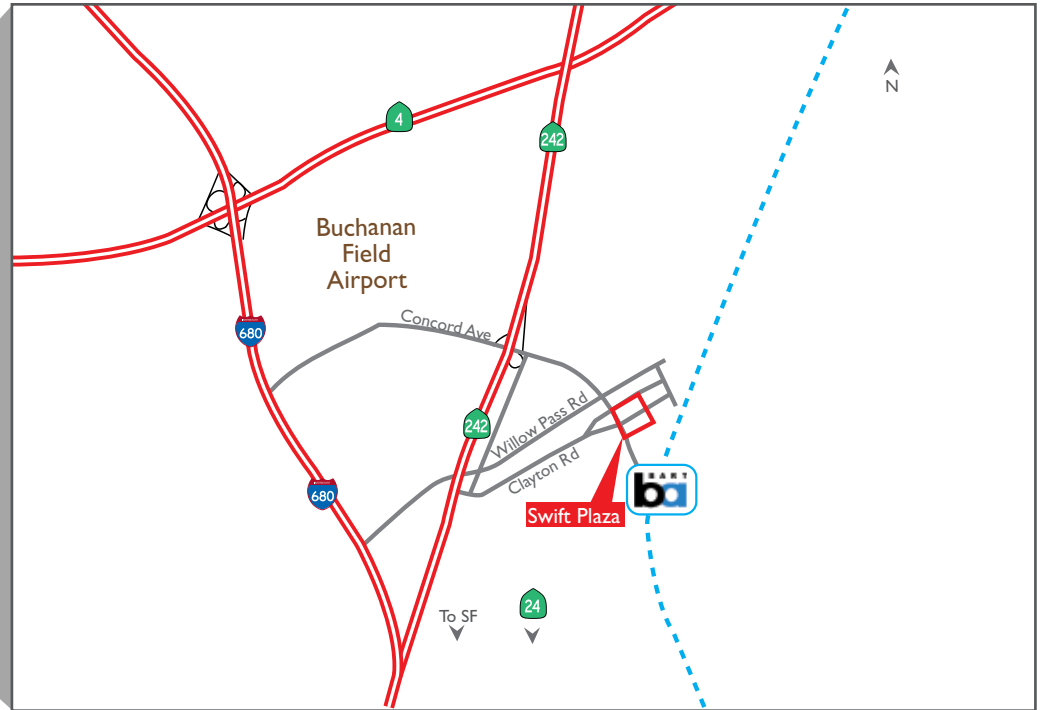 N
4
242
Buchanan
Field
Airport
Concord Ave
680
Willow Pass Rd
242
Clayton Rd
680
BART
ba
Swift Plaza
24
To SF